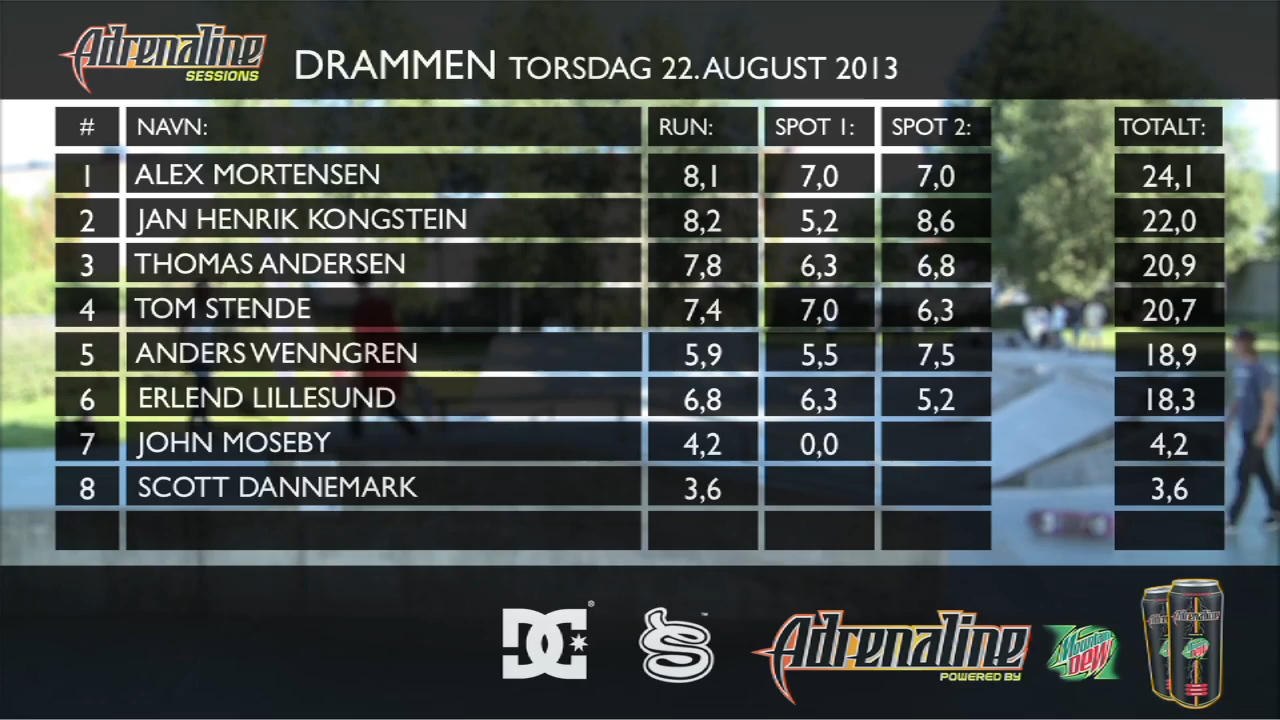 Adrenaline
SESSIONS
DRAMMEN TORSDAG 22. AUGUST 2013
# NAVN: RUN: SPOT 1: SPOT 2: TOTALT:
1 ALEX MORTENSEN 8,1 7,0 7,0 24,1
2 JAN HENRIK KONGSTEIN 8,2 5,2 8,6 22,0
3 THOMAS ANDERSEN 7,8 6,3 6,8 20,9
4 TOM STENDE 7,4 7,0 6,3 20,7
5 ANDERS WENNGREN 5,9 5,5 7,5 18,9
6 ERLEND LILLESUND 6,8 6,3 5,2 18,3
7 JOHN MOSEBY 4,2 0,0 4,2
8 SCOTT DANNEMARK 3,6 3,6
DC® ™ Adrenaline Mountain Dew Adrenaline
POWERED BY